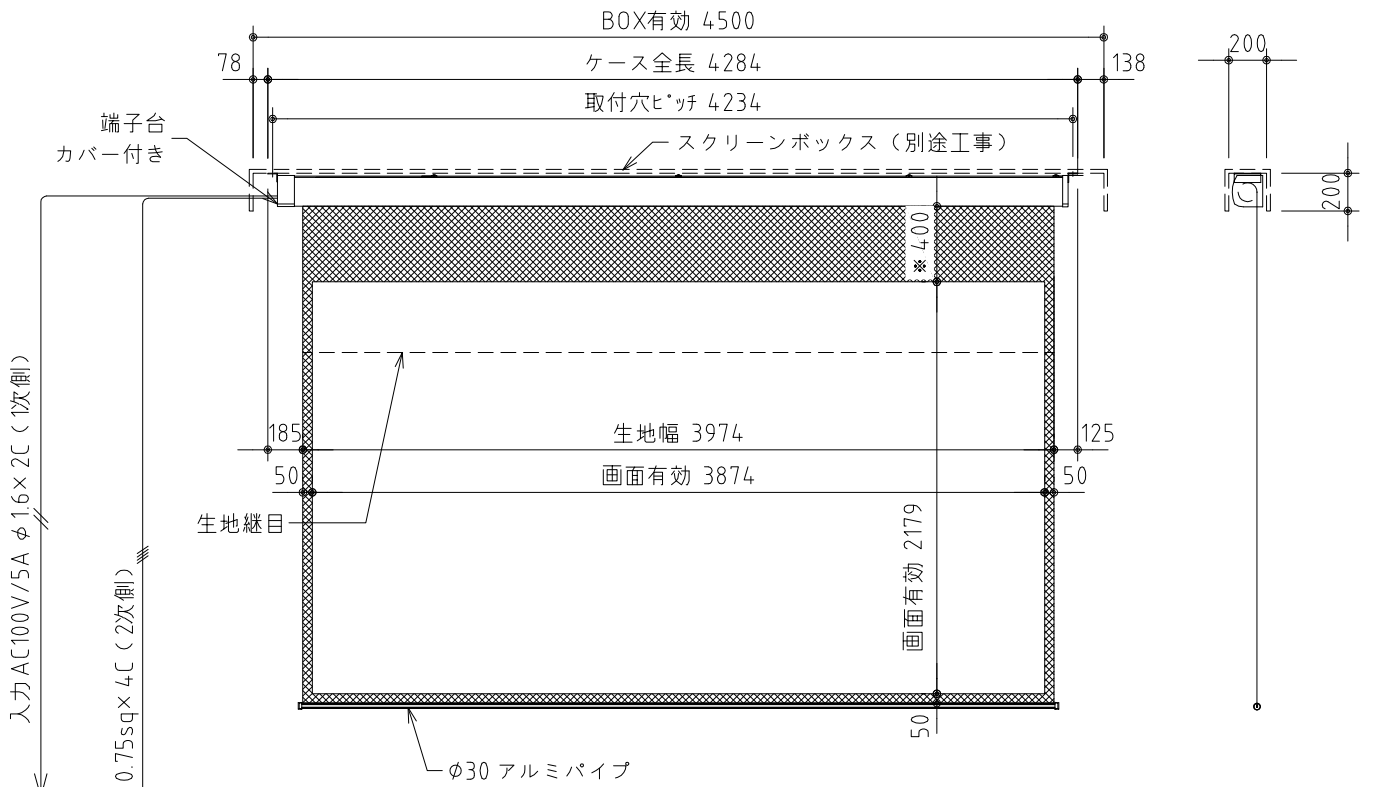 BOX有効 4500
200
78
ケース全長 4284
138
取付穴ピッチ 4234
端子台
カバー付き
スクリーンボックス（別途工事）
200
※ 400
185
生地幅 3974
125
50
画面有効 3874
50
生地継目
画面有効 2179
入力AC100V/5A φ1.6×2C（1次側）
0.75sq×4C（2次側）
50
φ30 アルミパイプ